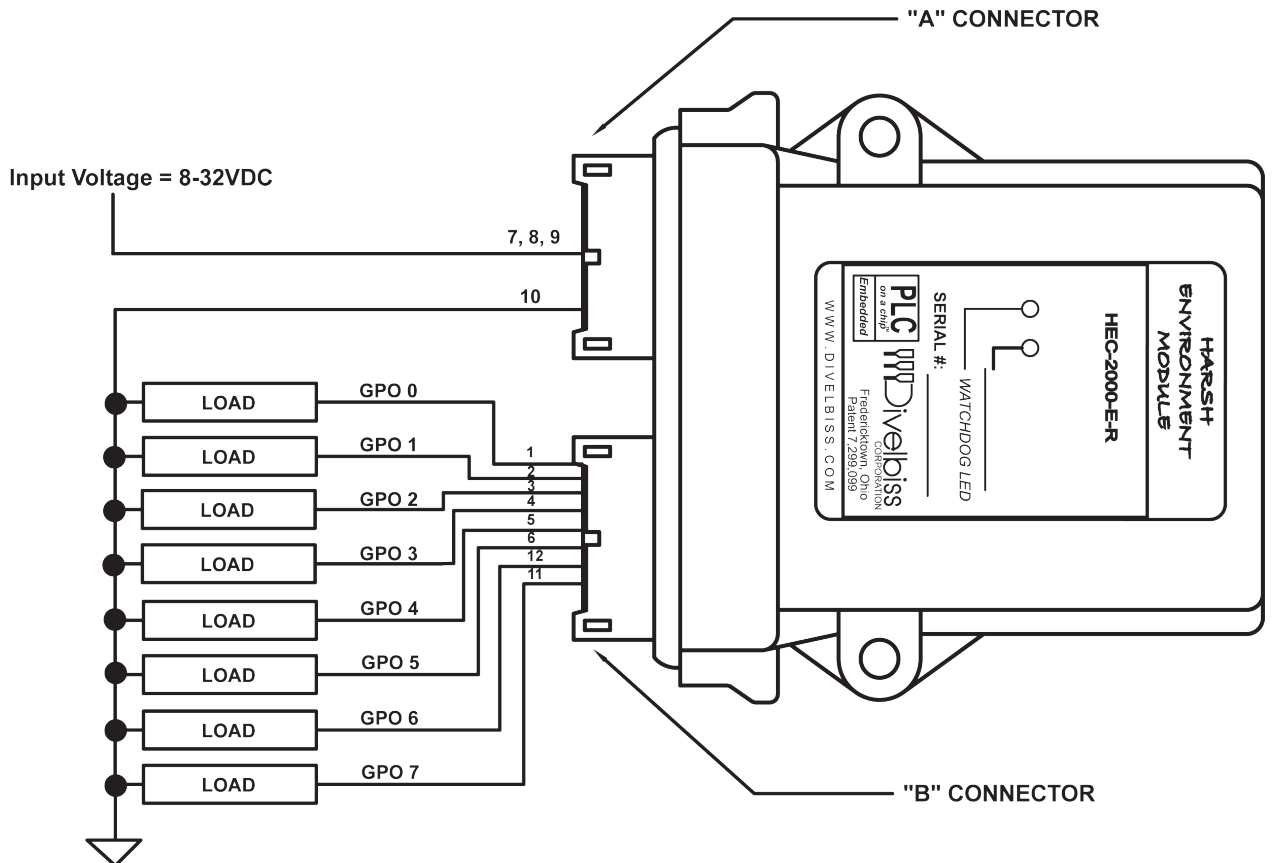 "A" CONNECTOR
Input Voltage = 8-32VDC
7, 8, 9
10
GPO 0
LOAD
GPO 1
LOAD
GPO 2
LOAD
GPO 3
LOAD
GPO 4
LOAD
GPO 5
LOAD
GPO 6
LOAD
GPO 7
LOAD
1
2
3
4
5
6
12
11
HARSH
ENVIRONMENT
MODULE
HEC-2000-E-R
WATCHDOG LED
SERIAL #:
PLC
on a chip™
Embedded
Divelbiss
CORPORATION
Fredericktown, Ohio
Patent 7,299,099
WWW.DIVELBISS.COM
"B" CONNECTOR